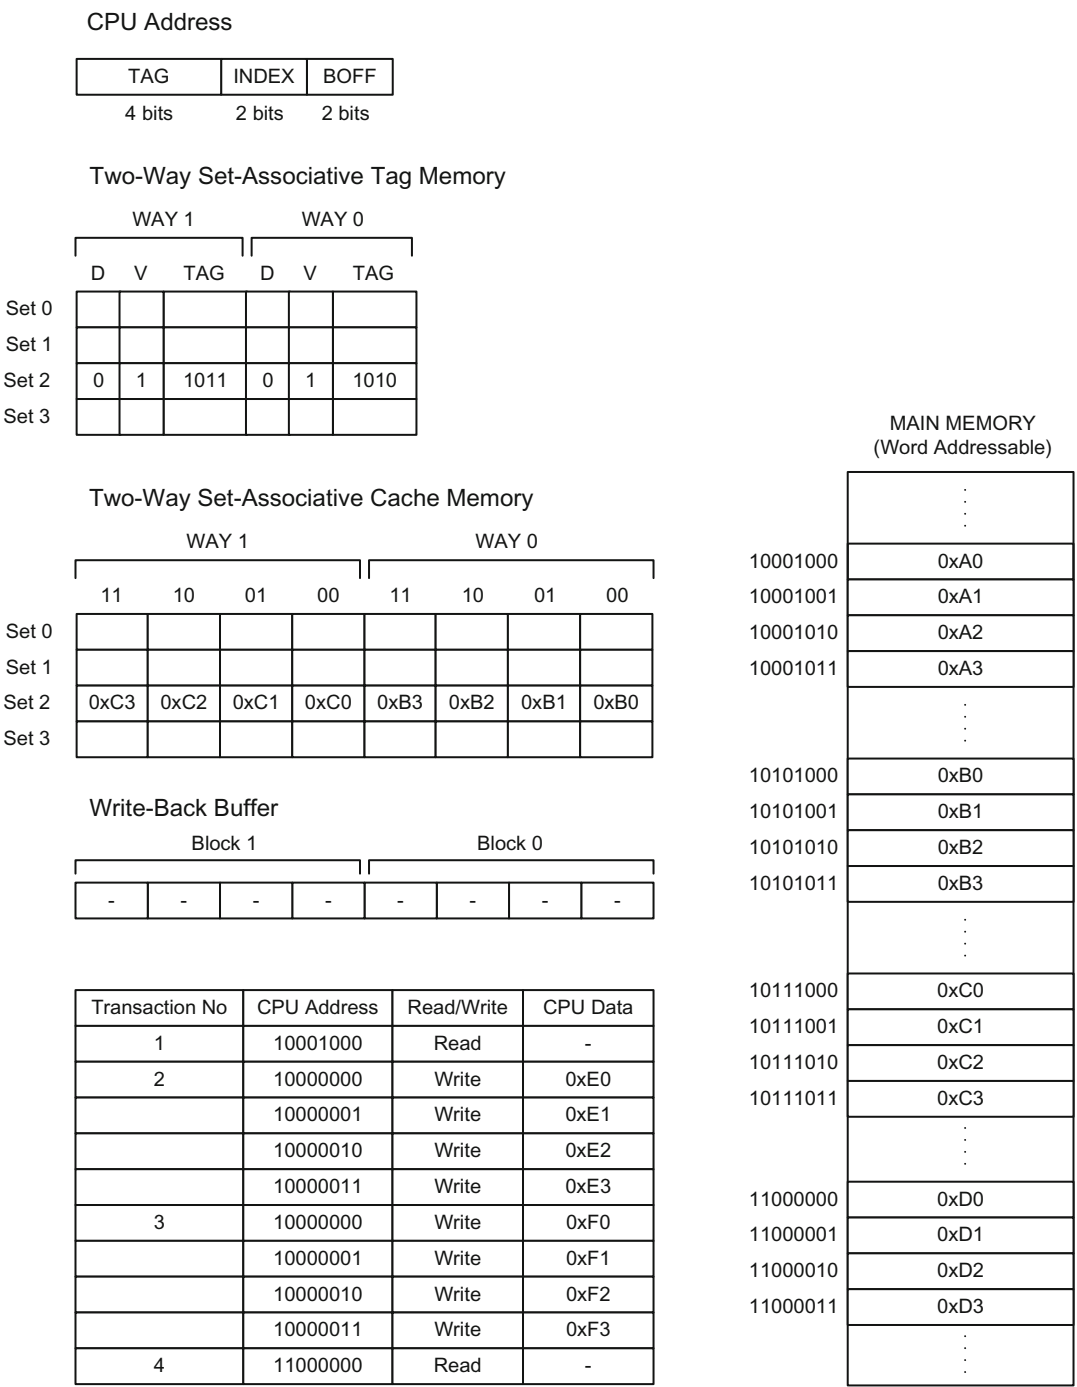 CPU Address
TAG INDEX BOFF
4 bits 2 bits 2 bits
Two-Way Set-Associative Tag Memory
WAY 1 WAY 0
D V TAG D V TAG
Set 0
Set 1
Set 2 0 1 1011 0 1 1010
Set 3
Two-Way Set-Associative Cache Memory
WAY 1 WAY 0
11 10 01 00 11 10 01 00
Set 0
Set 1
Set 2 0xC3 0xC2 0xC1 0xC0 0xB3 0xB2 0xB1 0xB0
Set 3
Write-Back Buffer
Block 1 Block 0
- - - - - - - -
Transaction No CPU Address Read/Write CPU Data
1 10001000 Read -
2 10000000 Write 0xE0
10000001 Write 0xE1
10000010 Write 0xE2
10000011 Write 0xE3
3 10000000 Write 0xF0
10000001 Write 0xF1
10000010 Write 0xF2
10000011 Write 0xF3
4 11000000 Read -
MAIN MEMORY
(Word Addressable)
10001000 0xA0
10001001 0xA1
10001010 0xA2
10001011 0xA3
10101000 0xB0
10101001 0xB1
10101010 0xB2
10101011 0xB3
10111000 0xC0
10111001 0xC1
10111010 0xC2
10111011 0xC3
11000000 0xD0
11000001 0xD1
11000010 0xD2
11000011 0xD3